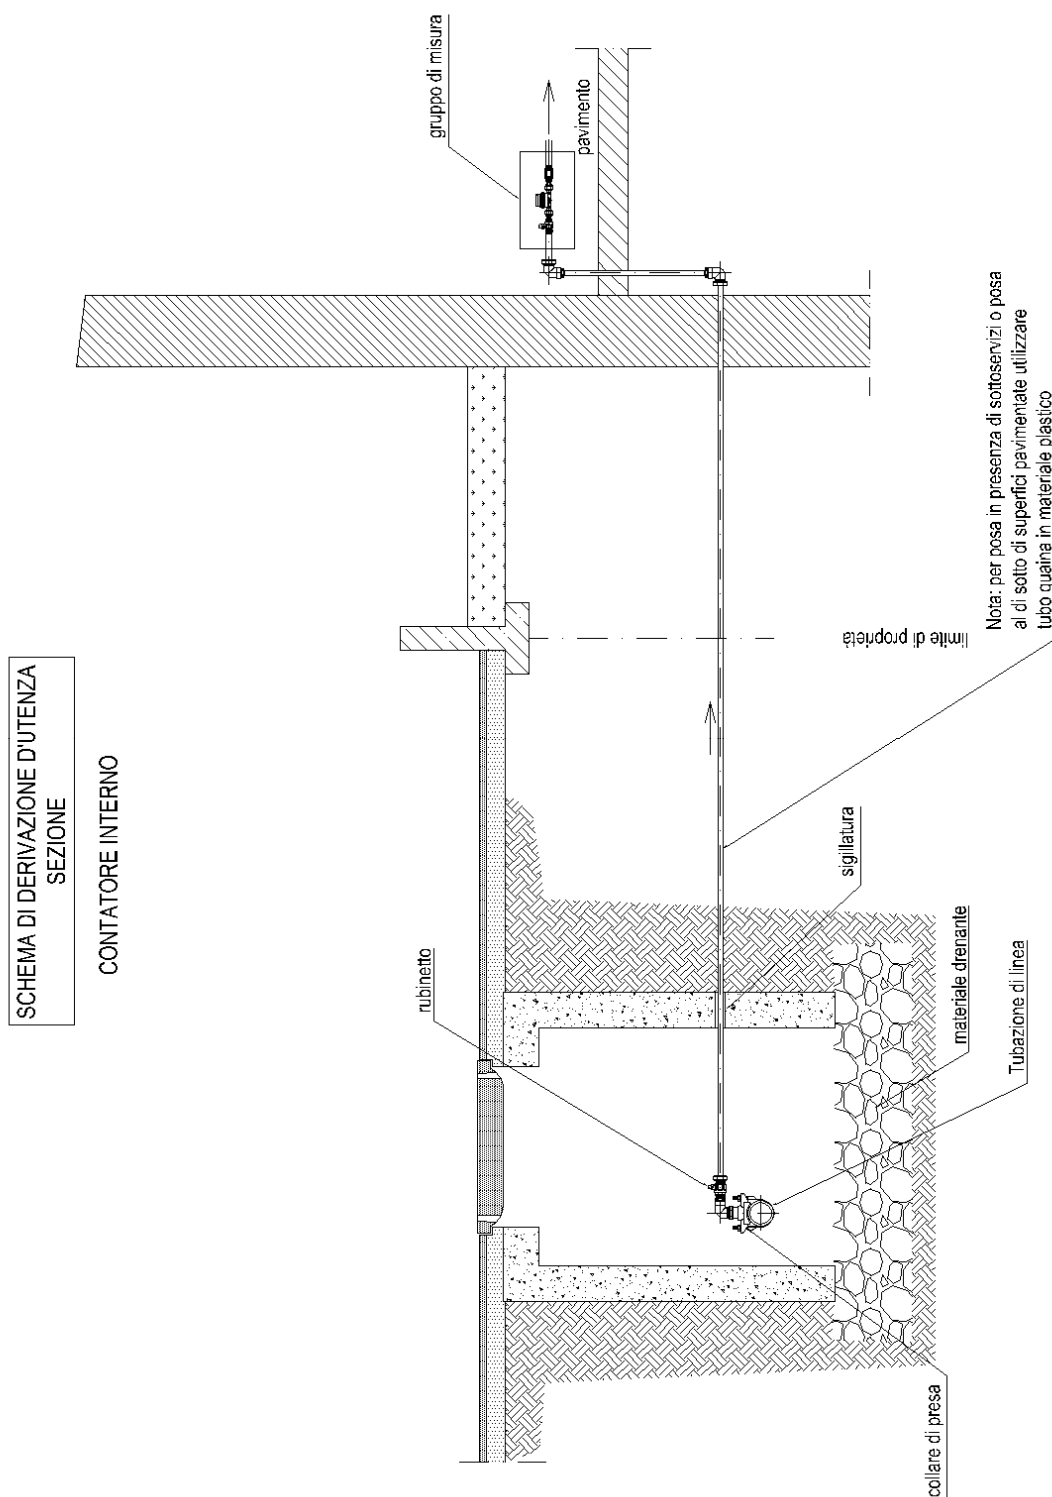 SCHEMA DI DERIVAZIONE D'UTENZA
SEZIONE
CONTATORE INTERNO
gruppo di misura
pavimento
rubinetto
limite di proprietá
sigillatura
Nota: per posa in presenza di sottoservizi o posa
al di sotto di superfici pavimentate utilizzare
tubo guaina in materiale plastico
materiale drenante
Tubazione di linea
collare di presa